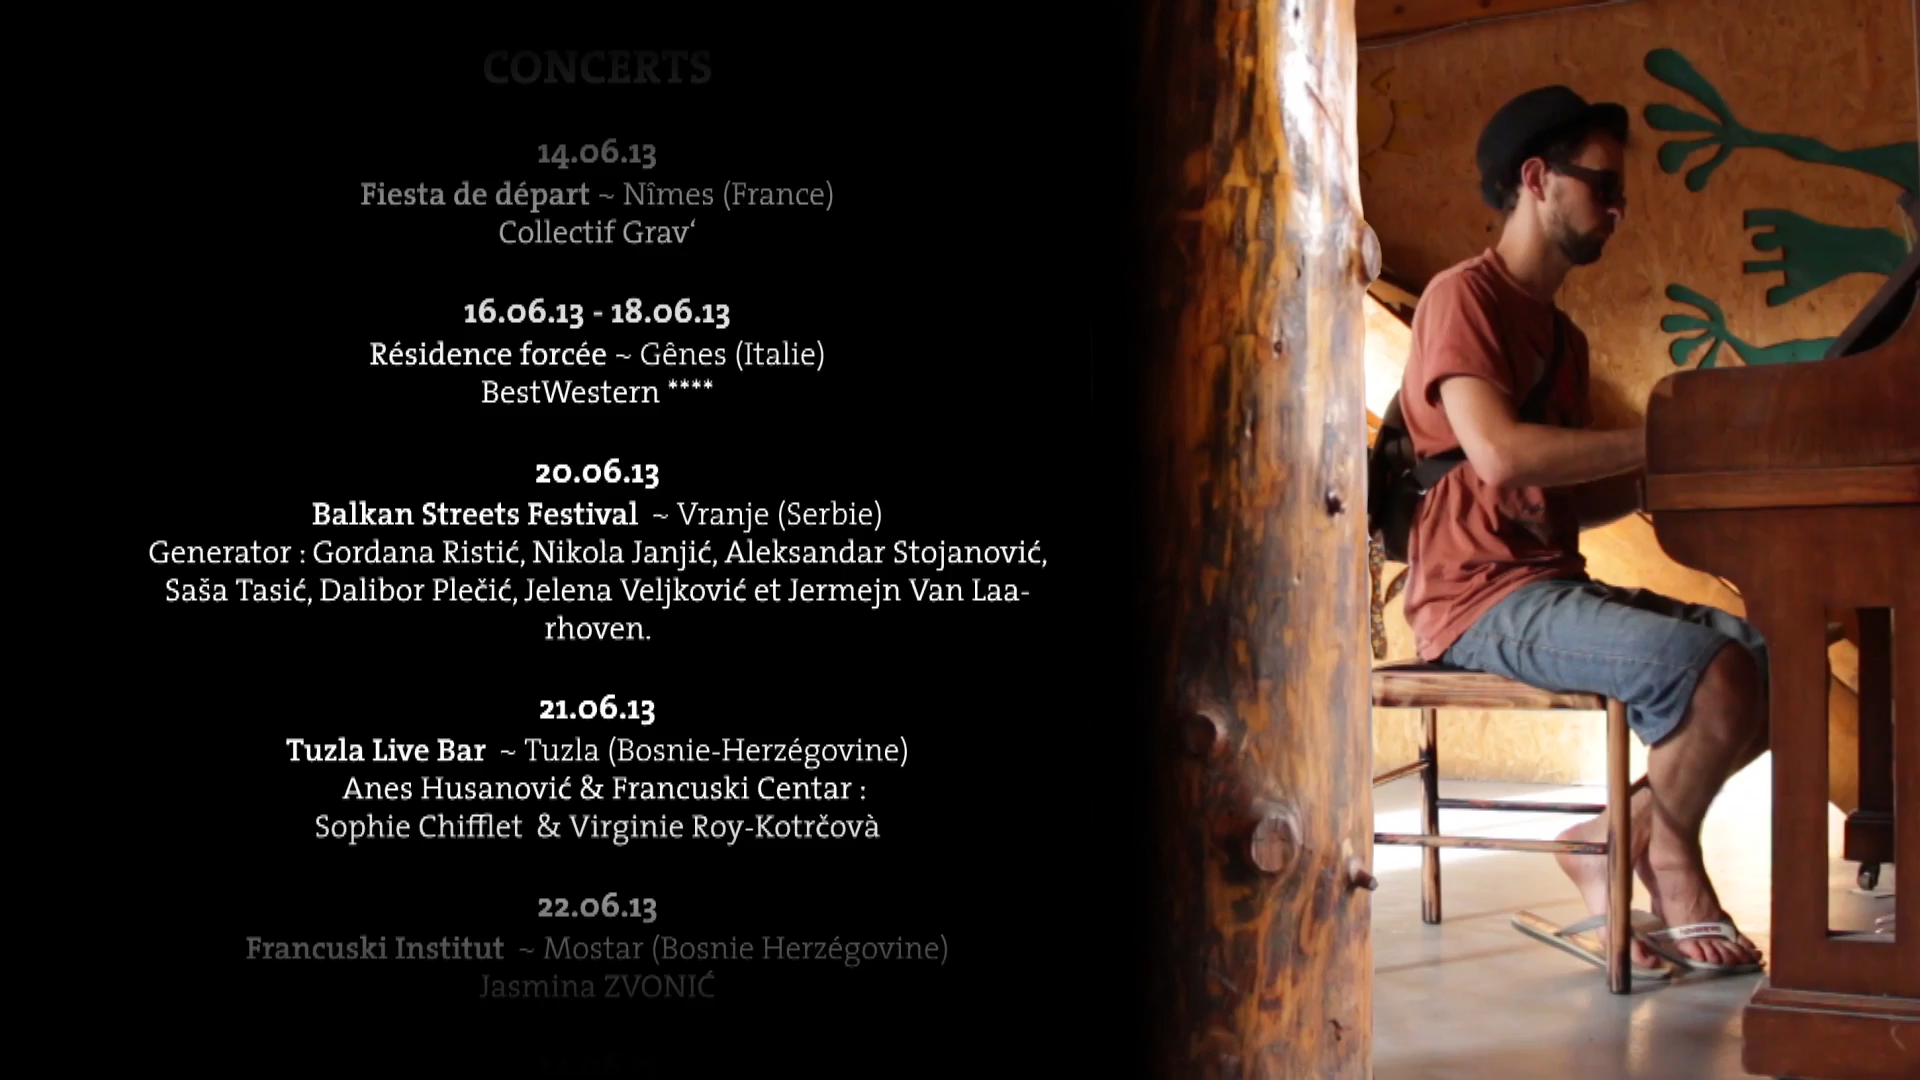 CONCERTS
14.06.13
Fiesta de départ ~ Nîmes (France)
Collectif Grav‘
16.06.13 - 18.06.13
Résidence forcée ~ Gênes (Italie)
BestWestern ****
20.06.13
Balkan Streets Festival ~ Vranje (Serbie)
Generator : Gordana Ristić, Nikola Janjić, Aleksandar Stojanović,
Saša Tasić, Dalibor Plečić, Jelena Veljković et Jermejn Van Laa-
rhoven.
21.06.13
Tuzla Live Bar ~ Tuzla (Bosnie-Herzégovine)
Anes Husanović & Francuski Centar :
Sophie Chifflet & Virginie Roy-Kotrčovà
22.06.13
Francuski Institut ~ Mostar (Bosnie Herzégovine)
Jasmina ZVONIĆ